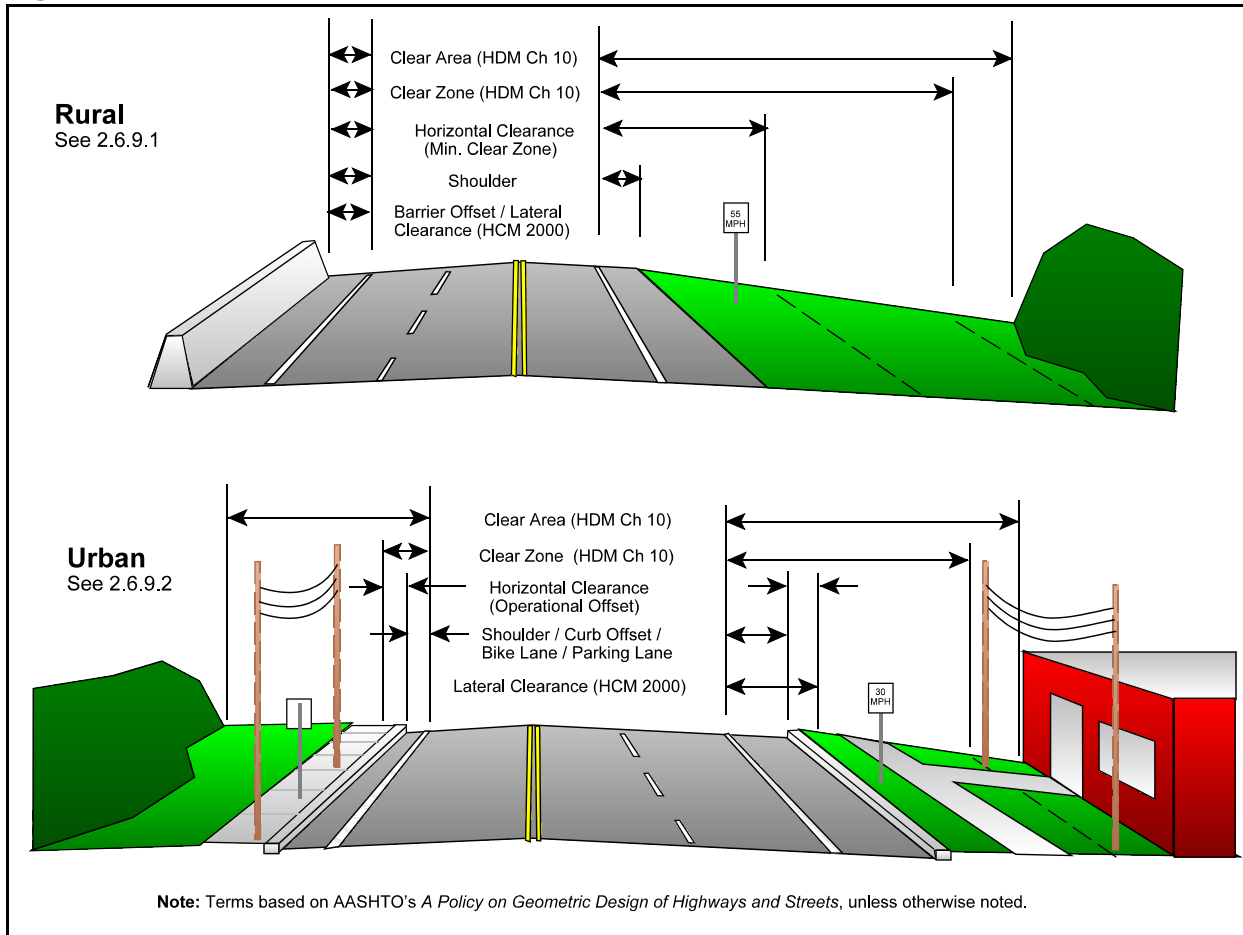 Clear Area (HDM Ch 10)
Clear Zone (HDM Ch 10)
Rural
See 2.6.9.1
Horizontal Clearance
(Min. Clear Zone)
Shoulder
Barrier Offset / Lateral
Clearance (HCM 2000)
55
MPH
Clear Area (HDM Ch 10)
Urban
See 2.6.9.2
Clear Zone (HDM Ch 10)
Horizontal Clearance
(Operational Offset)
Shoulder / Curb Offset /
Bike Lane / Parking Lane
Lateral Clearance (HCM 2000)
30
MPH
Note: Terms based on AASHTO's A Policy on Geometric Design of Highways and Streets, unless otherwise noted.